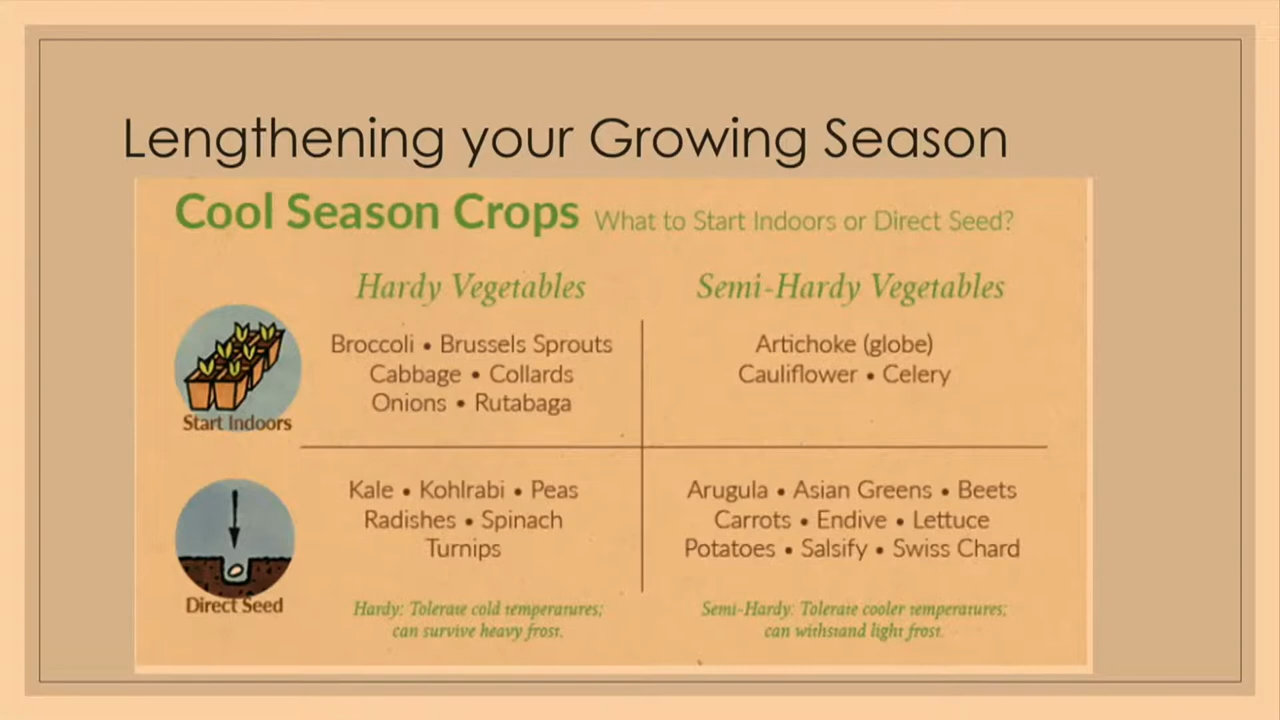 Lengthening your Growing Season
Cool Season Crops What to Start Indoors or Direct Seed?
Hardy Vegetables
Semi-Hardy Vegetables
Start Indoors
Broccoli • Brussels Sprouts
Cabbage • Collards
Onions • Rutabaga
Artichoke (globe)
Cauliflower • Celery
Direct Seed
Kale • Kohlrabi • Peas
Radishes • Spinach
Turnips
Arugula • Asian Greens • Beets
Carrots • Endive • Lettuce
Potatoes • Salsify • Swiss Chard
Hardy: Tolerate cold temperatures;
can survive heavy frost.
Semi-Hardy: Tolerate cooler temperatures;
can withstand light frost.